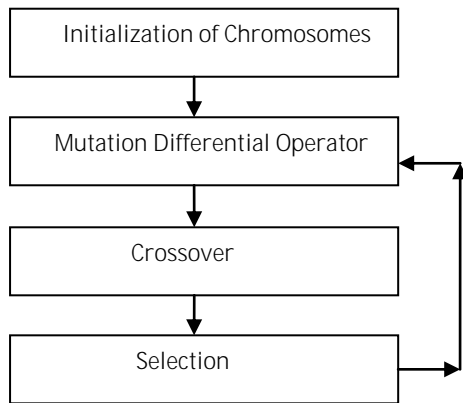 Initialization of Chromosomes
Mutation Differential Operator
Crossover
Selection